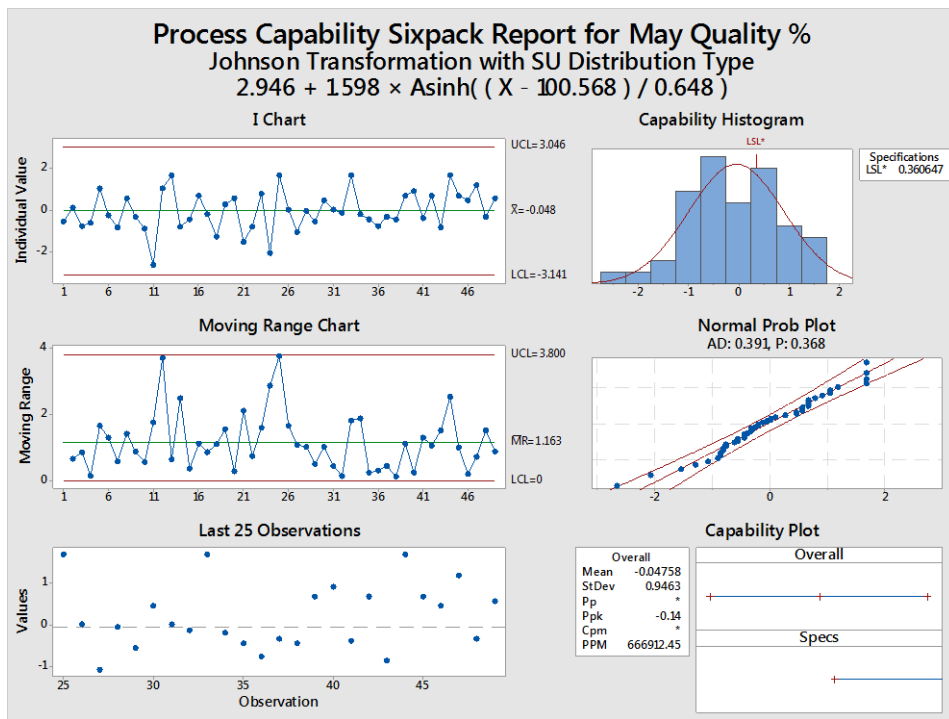 Process Capability Sixpack Report for May Quality %
Johnson Transformation with SU Distribution Type
2.946 + 1.598 × Asinh( ( X - 100.568 ) / 0.648 )
I Chart
Individual Value
2
0
-2
UCL=3.046
X̄=-0.048
LCL=-3.141
1 6 11 16 21 26 31 36 41 46
Capability Histogram
LSL*
Specifications
LSL* 0.360647
-2 -1 0 1 2
Moving Range Chart
Moving Range
4
2
0
UCL=3.800
M̅R̅=1.163
LCL=0
1 6 11 16 21 26 31 36 41 46
Normal Prob Plot
AD: 0.391, P: 0.368
-2 0 2
Last 25 Observations
Values
1
0
-1
25 30 35 40 45
Observation
Capability Plot
Overall
Mean -0.04758
StDev 0.9463
Pp *
Ppk -0.14
Cpm *
PPM 666912.45
Overall
Specs